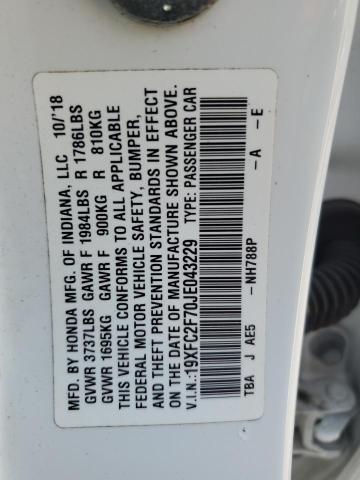 MFD. BY HONDA MFG. OF INDIANA, LLC 10/'18
GVWR 3737LBS GAWR F 1984LBS R 1786LBS
GVWR 1695KG GAWR F 900KG R 810KG
THIS VEHICLE CONFORMS TO ALL APPLICABLE
FEDERAL MOTOR VEHICLE SAFETY, BUMPER,
AND THEFT PREVENTION STANDARDS IN EFFECT
ON THE DATE OF MANUFACTURE SHOWN ABOVE.
V.I.N.:19XFC2F70JE043229 TYPE: PASSENGER CAR
-NH788P -A -E
TBA J AE5